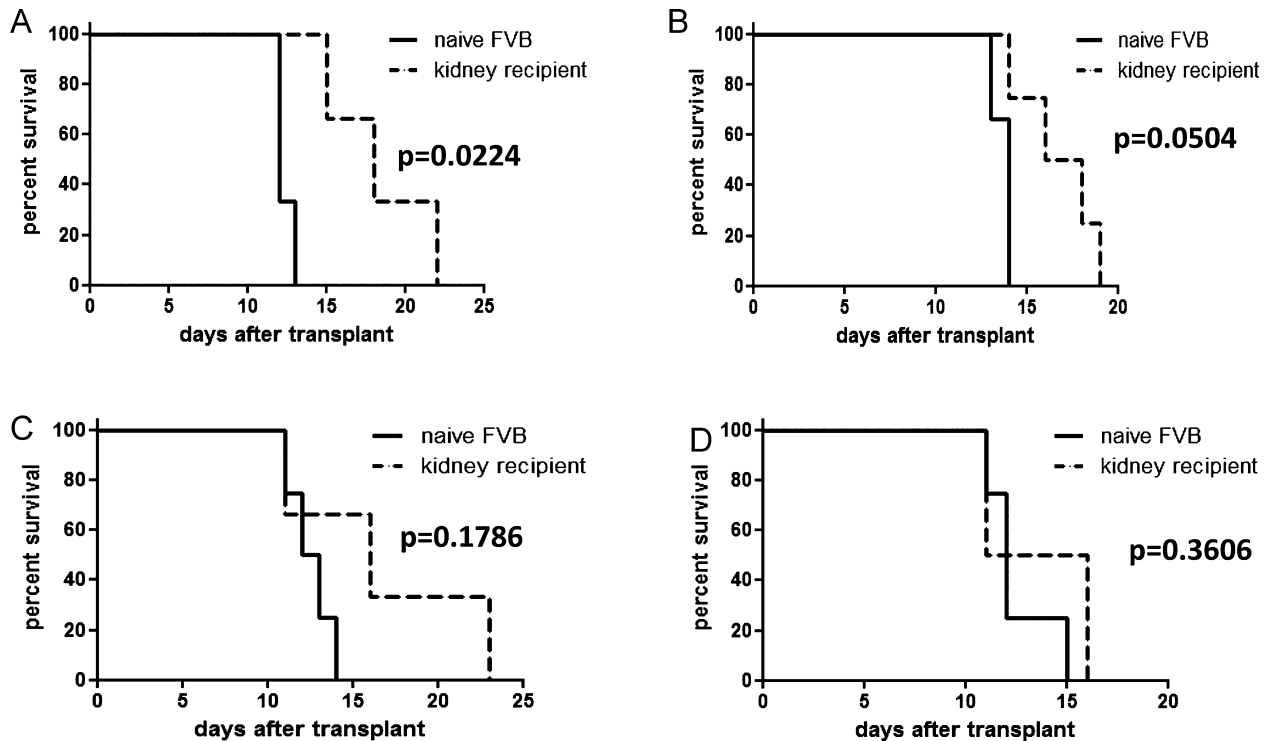 A
percent survival
100
80
60
40
20
0
0 5 10 15 20 25
days after transplant
naive FVB
kidney recipient
p=0.0224
B
percent survival
100
80
60
40
20
0
0 5 10 15 20
days after transplant
naive FVB
kidney recipient
p=0.0504
C
percent survival
100
80
60
40
20
0
0 5 10 15 20 25
days after transplant
naive FVB
kidney recipient
p=0.1786
D
percent survival
100
80
60
40
20
0
0 5 10 15 20
days after transplant
naive FVB
kidney recipient
p=0.3606